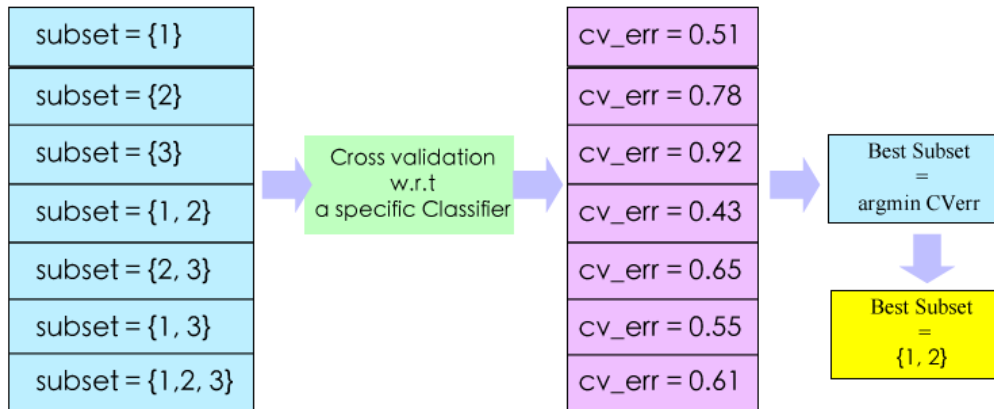 subset = {1}
subset = {2}
subset = {3}
subset = {1, 2}
subset = {2, 3}
subset = {1, 3}
subset = {1,2, 3}
Cross validation
w.r.t
a specific Classifier
cv_err = 0.51
cv_err = 0.78
cv_err = 0.92
cv_err = 0.43
cv_err = 0.65
cv_err = 0.55
cv_err = 0.61
Best Subset
=
argmin CVerr
Best Subset
=
{1, 2}